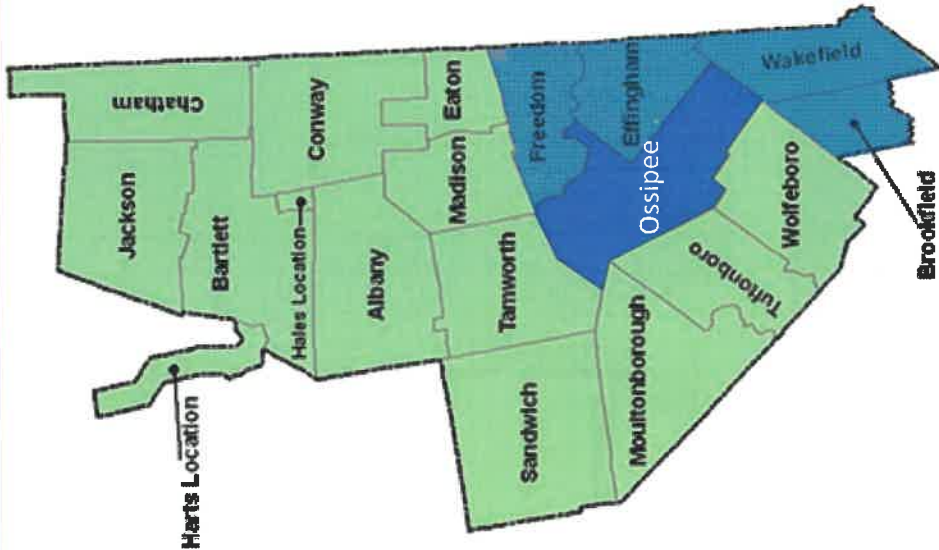 Harts Location
Jackson
Chatham
Bartlett
Hales Location
Conway
Albany
Madison
Eaton
Sandwich
Tamworth
Freedom
Effingham
Ossipee
Moultonborough
Tuftonboro
Wolfeboro
Wakefield
Brookfield